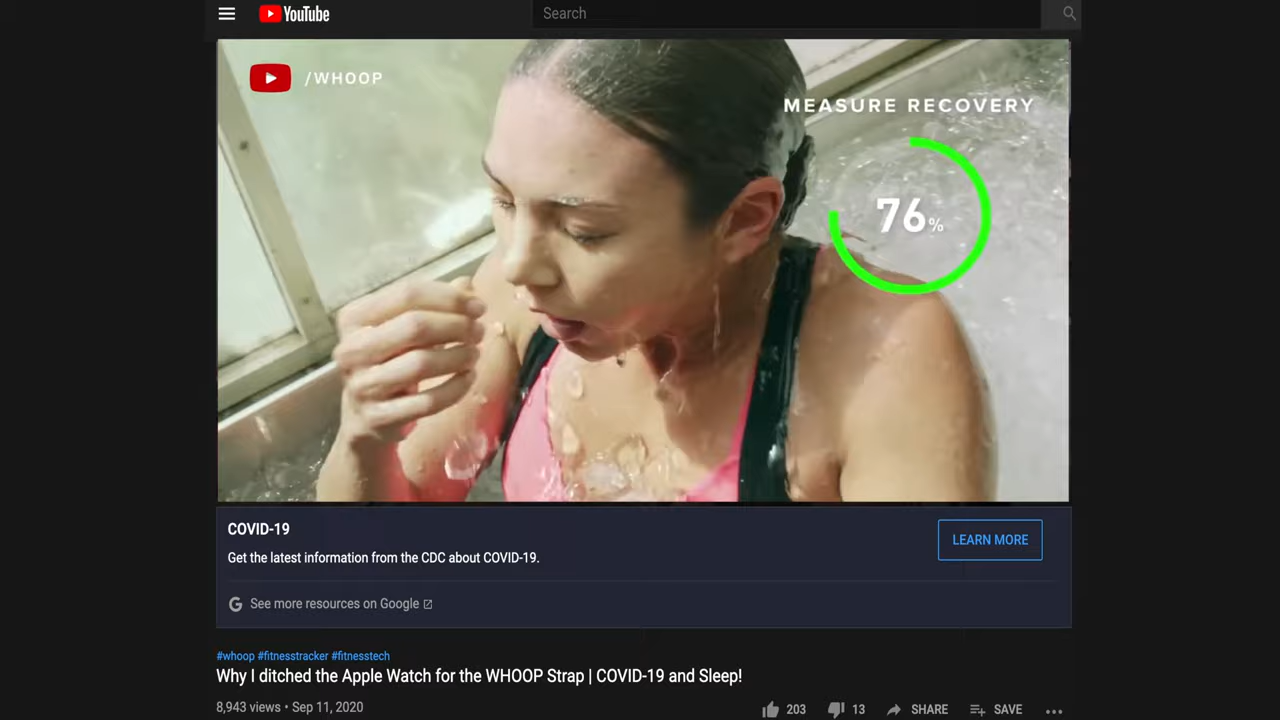 YouTube
Search
/WHOOP
MEASURE RECOVERY
76%
COVID-19
LEARN MORE
Get the latest information from the CDC about COVID-19.
See more resources on Google
#whoop #fitnesstracker #fitnesstech
Why I ditched the Apple Watch for the WHOOP Strap | COVID-19 and Sleep!
8,943 views • Sep 11, 2020
203 13 SHARE SAVE